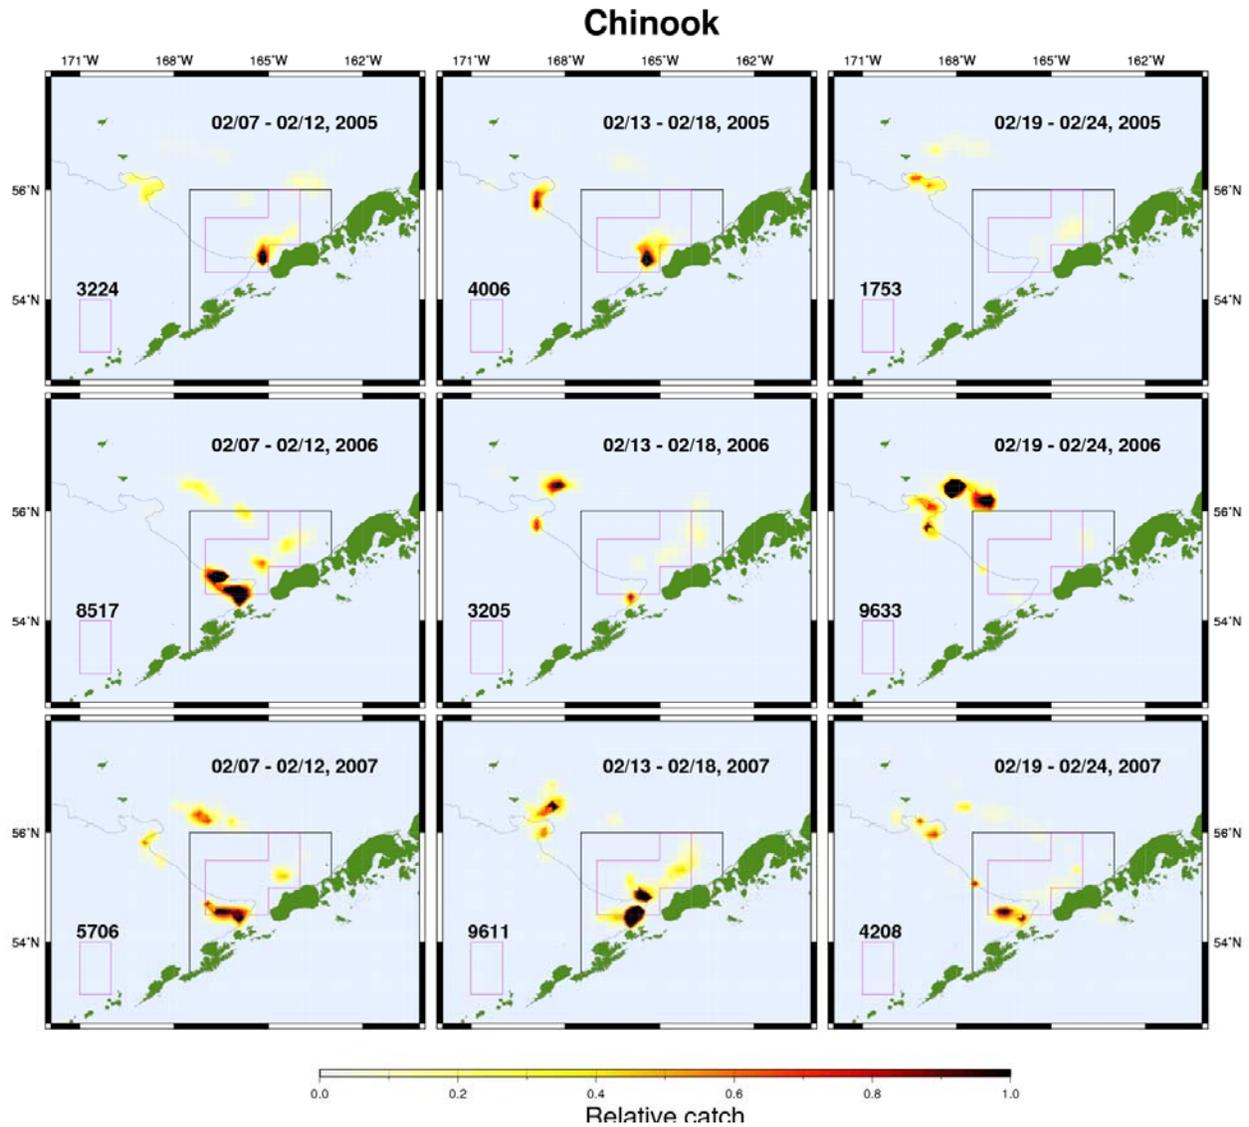 Chinook
171°W 168°W 165°W 162°W 171°W 168°W 165°W 162°W 171°W 168°W 165°W 162°W
02/07 - 02/12, 2005 02/13 - 02/18, 2005 02/19 - 02/24, 2005
56°N 56°N
3224 4006 1753
54°N 54°N
02/07 - 02/12, 2006 02/13 - 02/18, 2006 02/19 - 02/24, 2006
56°N 56°N
8517 3205 9633
54°N 54°N
02/07 - 02/12, 2007 02/13 - 02/18, 2007 02/19 - 02/24, 2007
56°N 56°N
5706 9611 4208
54°N 54°N
0.0 0.2 0.4 0.6 0.8 1.0
Relative catch